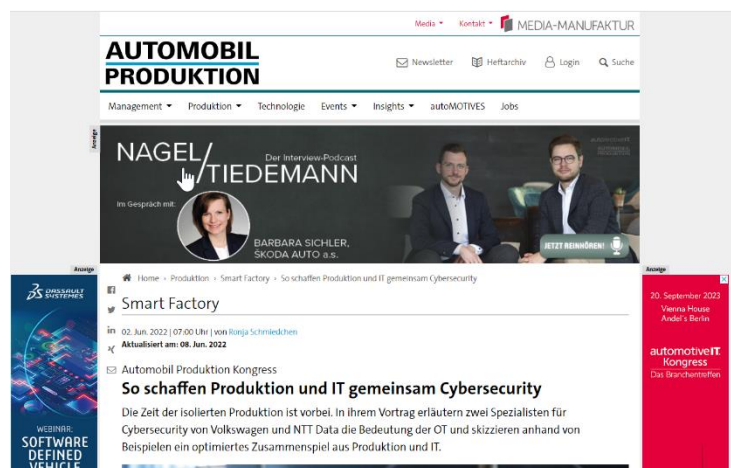 Media
Kontakt
MEDIA-MANUFAKTUR
AUTOMOBIL
PRODUKTION
Newsletter
Heftarchiv
Login
Suche
Management
Produktion
Technologie
Events
Insights
autoMOTIVES
Jobs
Anzeige
NAGEL/
TIEDEMANN
Der Interview-Podcast
automotiveIT
Im Gespräch mit:
BARBARA SICHLER,
ŠKODA AUTO a.s.
JETZT REINHÖREN!
Anzeige
Anzeige
Home › Produktion › Smart Factory › So schaffen Produktion und IT gemeinsam Cybersecurity
Smart Factory
02. Jun. 2022 | 07:00 Uhr | von Ronja Schmiedchen
Aktualisiert am: 08. Jun. 2022
Automobil Produktion Kongress
So schaffen Produktion und IT gemeinsam Cybersecurity
Die Zeit der isolierten Produktion ist vorbei. In ihrem Vortrag erläutern zwei Spezialisten für
Cybersecurity von Volkswagen und NTT Data die Bedeutung der OT und skizzieren anhand von
Beispielen ein optimiertes Zusammenspiel aus Produktion und IT.
DASSAULT
SYSTEMES
WEBINAR:
SOFTWARE
DEFINED
VEHICLE
20. September 2023
Vienna House
Andel's Berlin
automotiveIT
Kongress
Das Branchentreffen